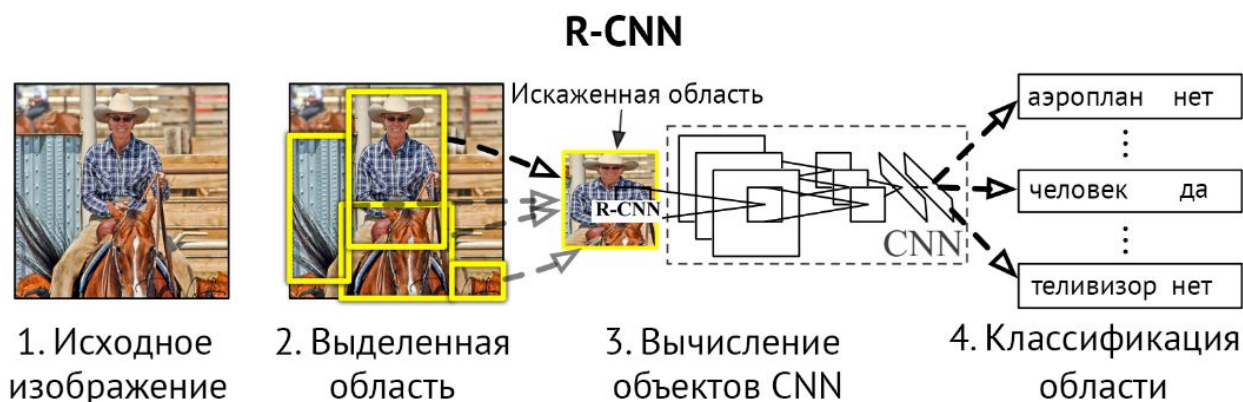 R-CNN
Искаженная область
R-CNN
CNN
аэроплан нет
⋮
человек да
⋮
теливизор нет
1. Исходное
изображение
2. Выделенная
область
3. Вычисление
объектов CNN
4. Классификация
области